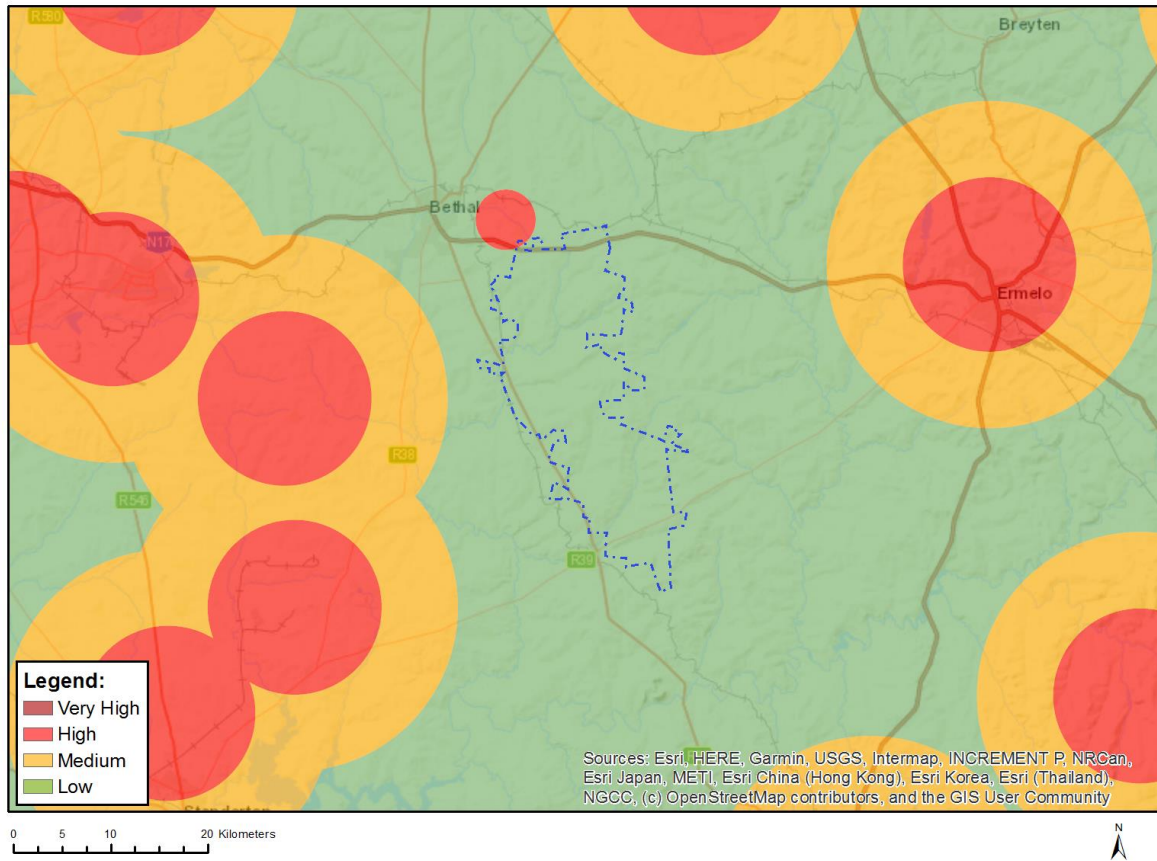 R580
Breyten
Bethal
N17
Ermelo
R38
R546
R39
Legend:
Very High
High
Medium
Low
Standerton
Sources: Esri, HERE, Garmin, USGS, Intermap, INCREMENT P, NRCan,
Esri Japan, METI, Esri China (Hong Kong), Esri Korea, Esri (Thailand),
NGCC, (c) OpenStreetMap contributors, and the GIS User Community
0 5 10 20 Kilometers
N